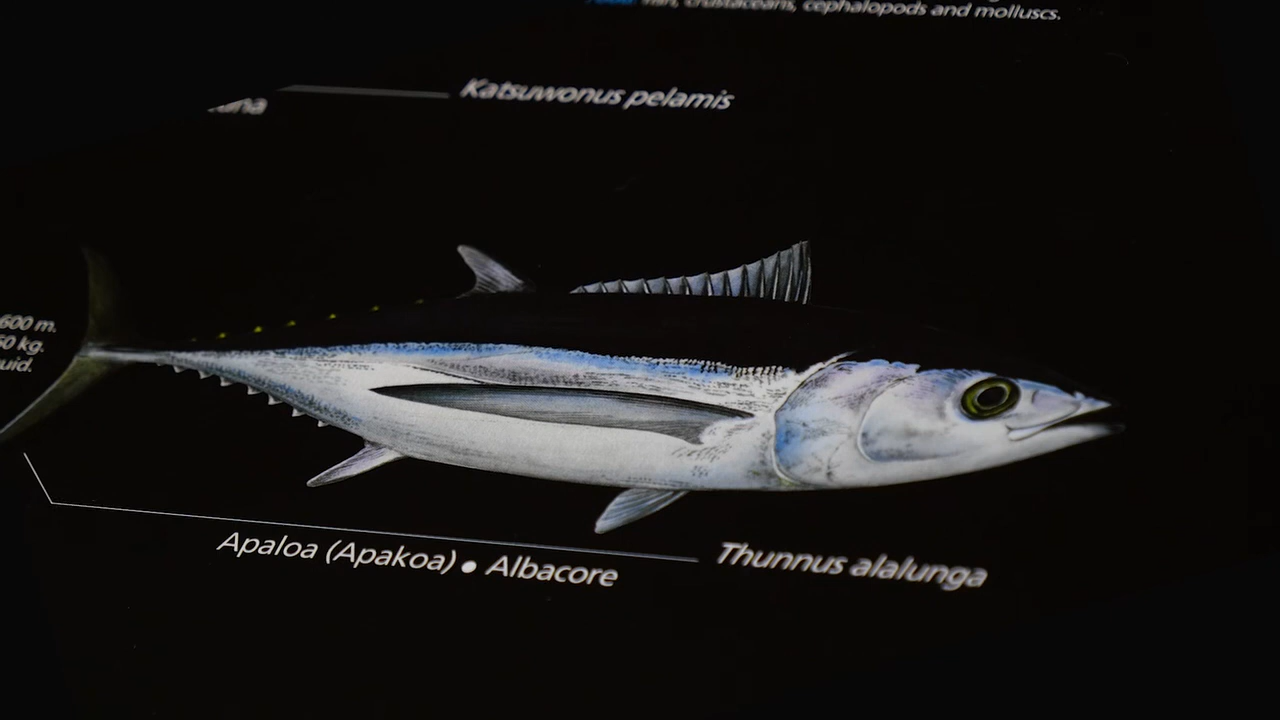 fish, crustaceans, cephalopods and molluscs.
Katsuwonus pelamis
600 m.
kg.
Apaloa (Apakoa) • Albacore
Thunnus alalunga